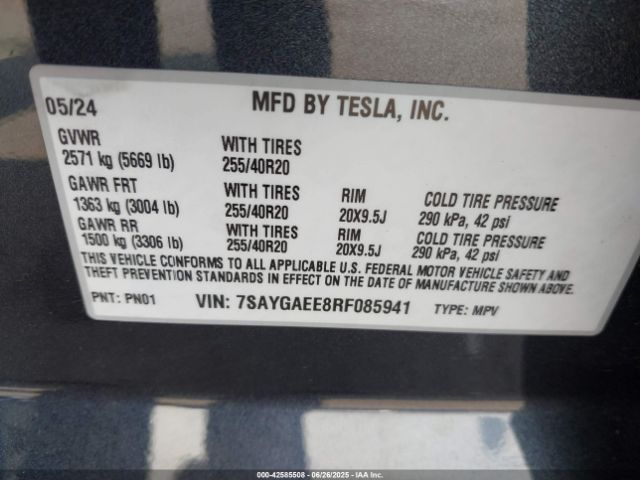 05/24 MFD BY TESLA, INC.
GVWR
2571 kg (5669 lb) WITH TIRES 255/40R20
GAWR FRT
1363 kg (3004 lb) WITH TIRES 255/40R20 RIM 20X9.5J COLD TIRE PRESSURE 290 kPa, 42 psi
GAWR RR
1500 kg (3306 lb) WITH TIRES 255/40R20 RIM 20X9.5J COLD TIRE PRESSURE 290 kPa, 42 psi
THIS VEHICLE CONFORMS TO ALL APPLICABLE U.S. FEDERAL MOTOR VEHICLE SAFETY AND
THEFT PREVENTION STANDARDS IN EFFECT ON THE DATE OF MANUFACTURE SHOWN ABOVE.
PNT: PN01 VIN: 7SAYGAEE8RF085941 TYPE: MPV
000-42585508 - 06/26/2025 - IAA Inc.